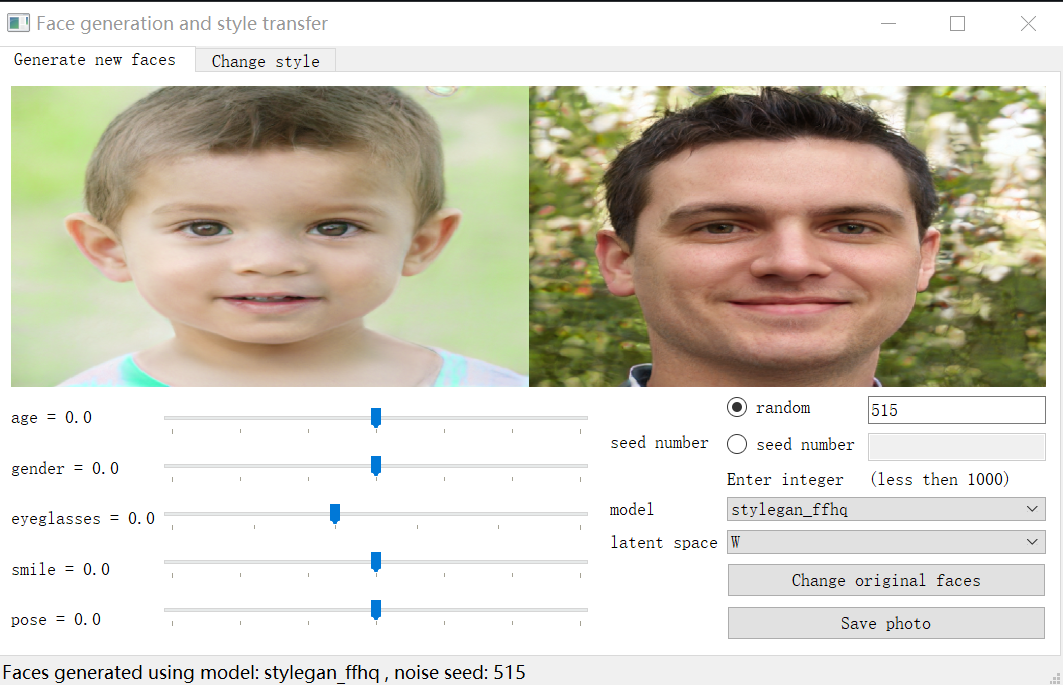 Face generation and style transfer
Generate new faces
Change style
age = 0.0
gender = 0.0
eyeglasses = 0.0
smile = 0.0
pose = 0.0
seed number
random
515
seed number
Enter integer (less then 1000)
model
stylegan_ffhq
latent space
W
Change original faces
Save photo
Faces generated using model: stylegan_ffhq , noise seed: 515